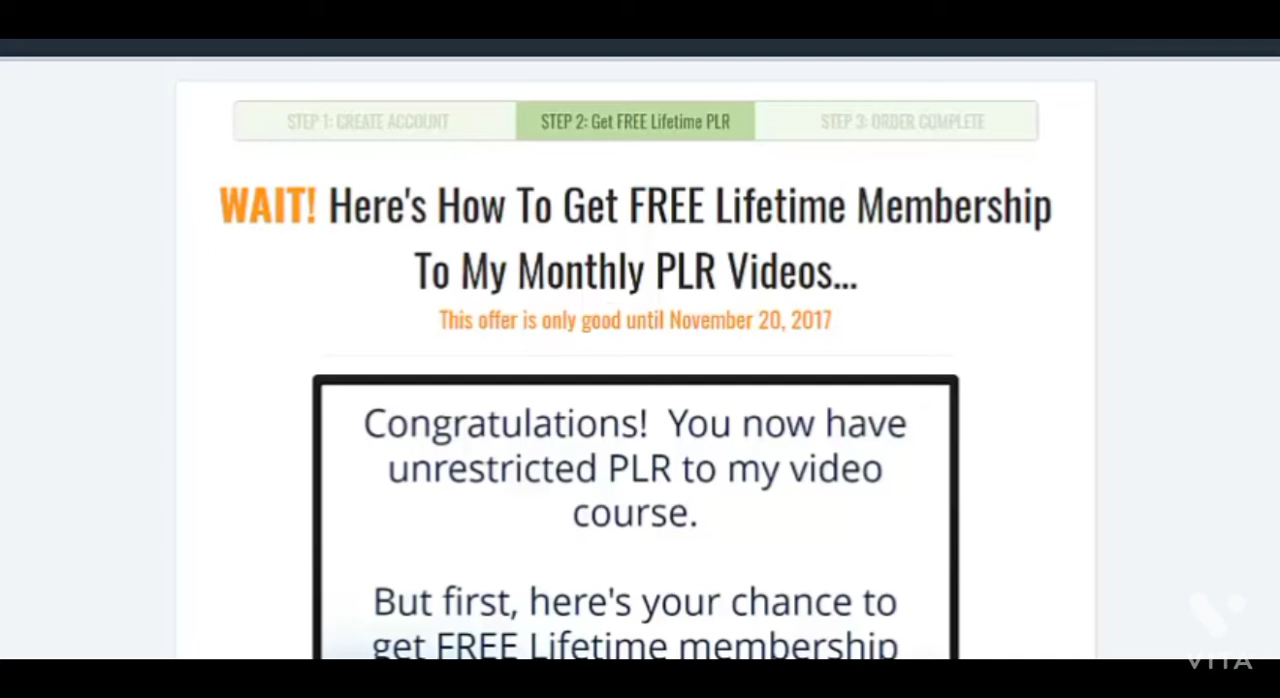 STEP 1: CREATE ACCOUNT
STEP 2: Get FREE Lifetime PLR
STEP 3: ORDER COMPLETE
WAIT! Here's How To Get FREE Lifetime Membership
To My Monthly PLR Videos...
This offer is only good until November 20, 2017
Congratulations! You now have
unrestricted PLR to my video
course.
But first, here's your chance to
get FREE Lifetime membership
VITA